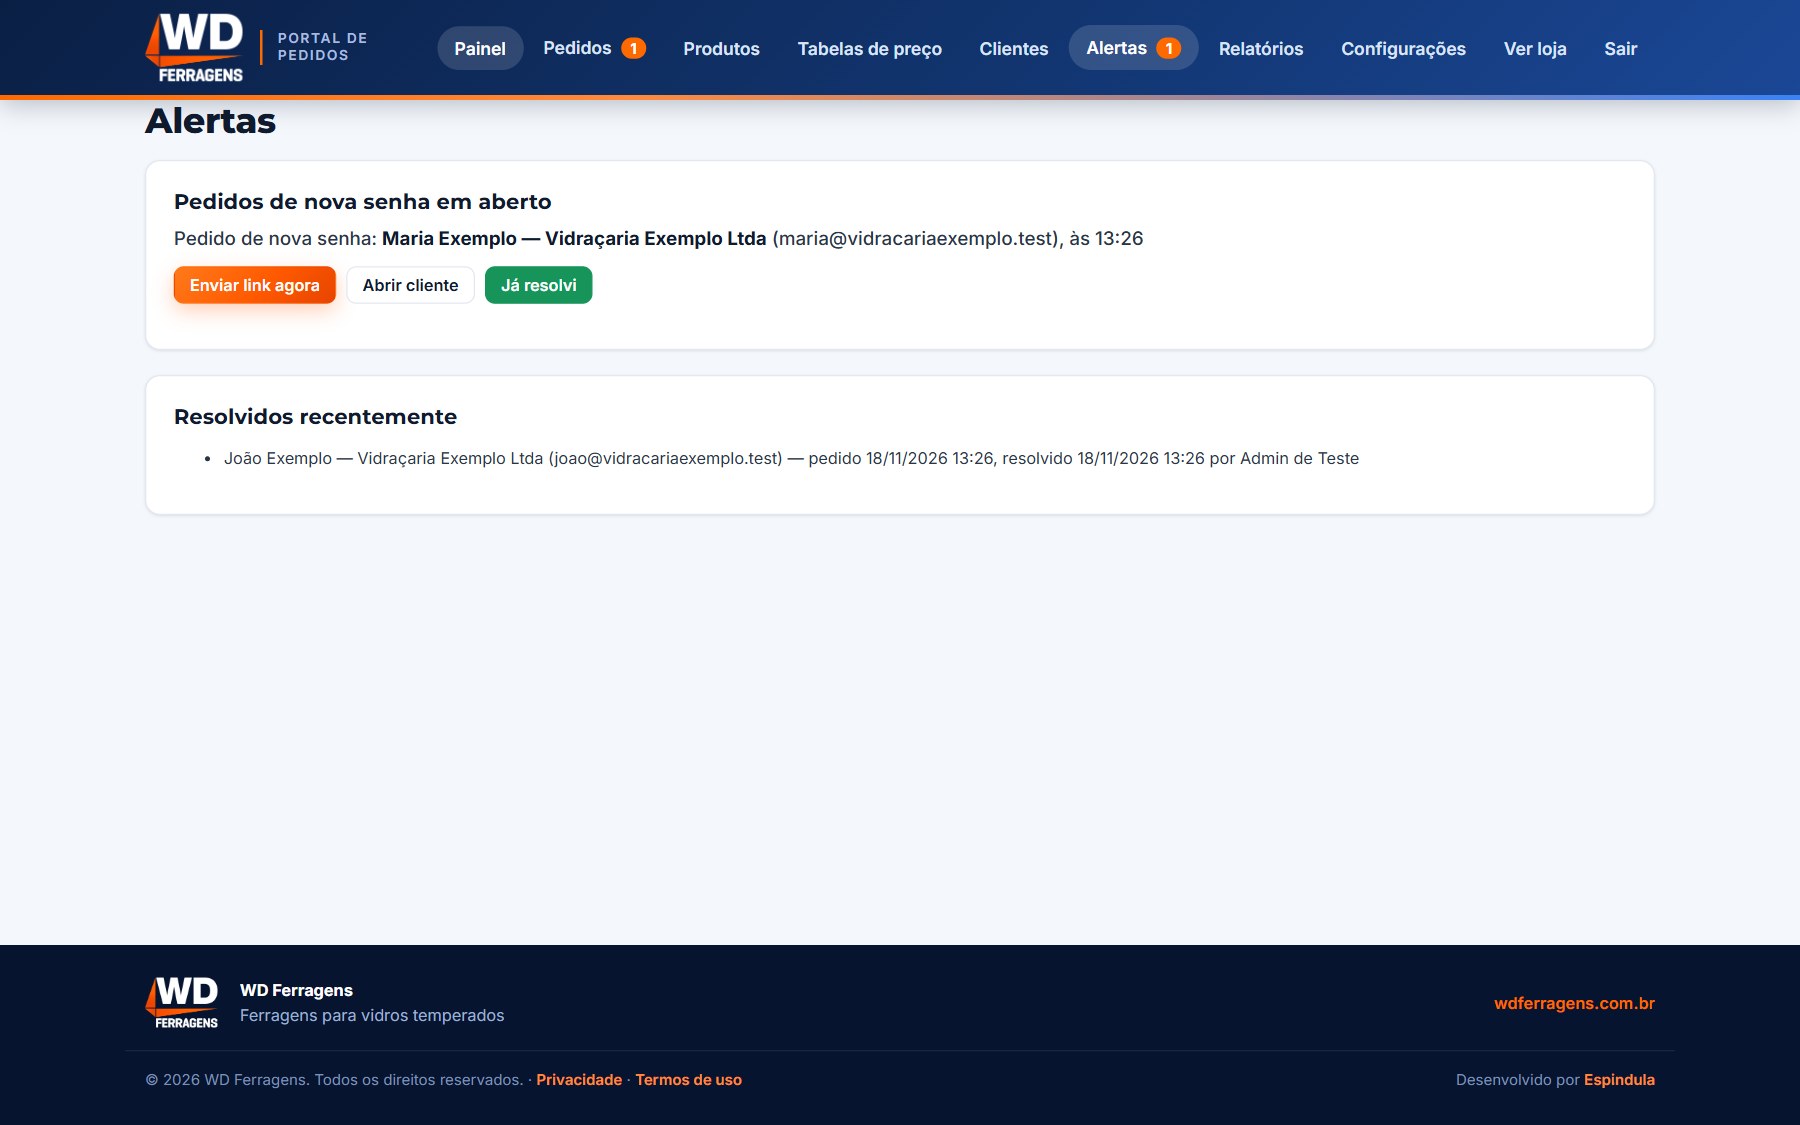 WD
FERRAGENS
PORTAL DE
PEDIDOS
Painel
Pedidos 1
Produtos
Tabelas de preço
Clientes
Alertas 1
Relatórios
Configurações
Ver loja
Sair
Alertas
Pedidos de nova senha em aberto
Pedido de nova senha: Maria Exemplo — Vidraçaria Exemplo Ltda (maria@vidracariaexemplo.test), às 13:26
Enviar link agora
Abrir cliente
Já resolvi
Resolvidos recentemente
• João Exemplo — Vidraçaria Exemplo Ltda (joao@vidracariaexemplo.test) — pedido 18/11/2026 13:26, resolvido 18/11/2026 13:26 por Admin de Teste
WD
FERRAGENS
WD Ferragens
Ferragens para vidros temperados
wdferragens.com.br
© 2026 WD Ferragens. Todos os direitos reservados. · Privacidade · Termos de uso
Desenvolvido por Espindula